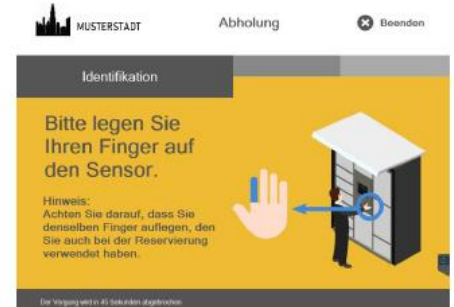 MUSTERSTADT
Abholung
Beenden
Identifikation
Bitte legen Sie
Ihren Finger auf
den Sensor.
Hinweis:
Achten Sie darauf, dass Sie
denselben Finger auflegen, den
Sie auch bei der Reservierung
verwendet haben.
Der Vorgang wird in 45 Sekunden abgebrochen